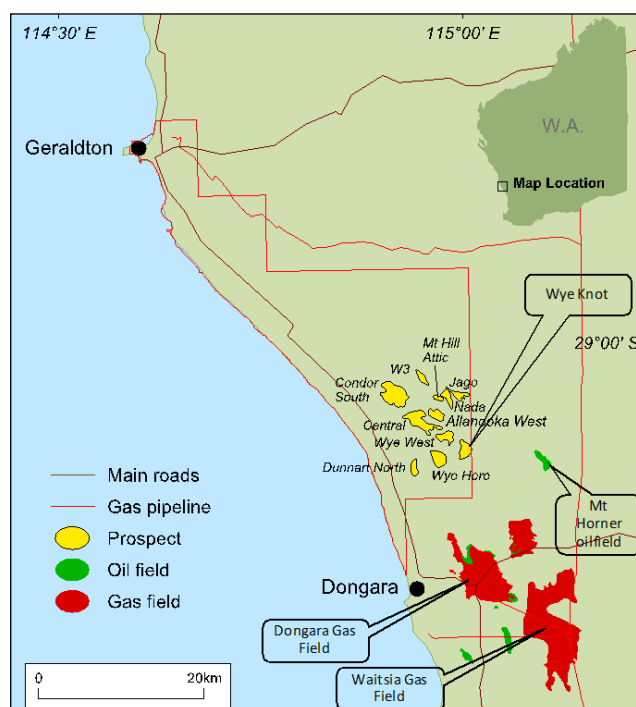 114°30' E
115°00' E
W.A.
Geraldton
Map Location
Wye Knot
29°00' S
Mt Hill
Attic
W3
Jago
Condor
South
Nada
Allandoka West
Central
Wye West
Dunnart North
Wye Horo
Main roads
Gas pipeline
Prospect
Oil field
Gas field
Mt
Horner
oilfield
Dongara
Dongara Gas
Field
Waitsia Gas
Field
0
20km